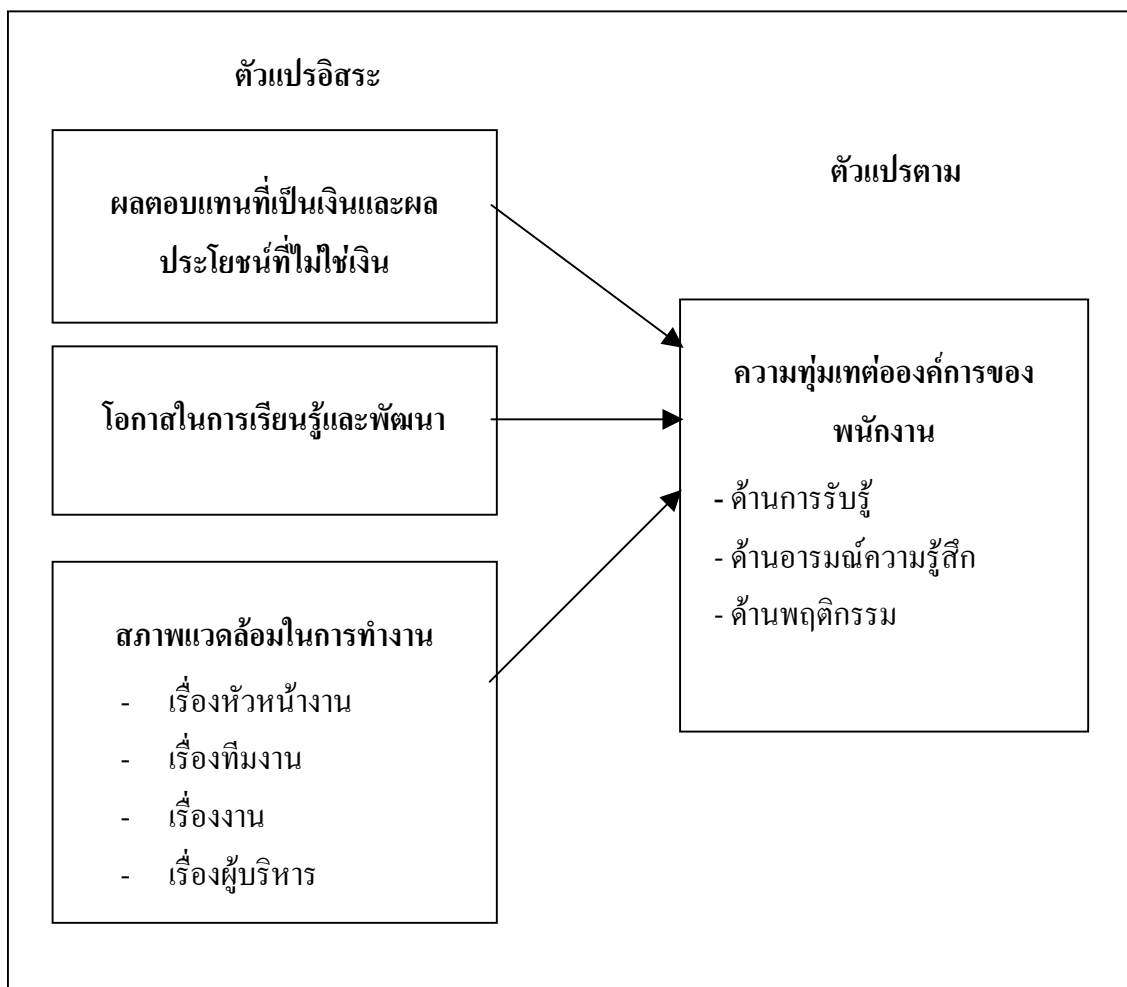 ตัวแปรอิสระ
ผลตอบแทนที่เป็นเงินและผล
ประโยชน์ที่ไม่ใช่เงิน
โอกาสในการเรียนรู้และพัฒนา
สภาพแวดล้อมในการทำงาน
- เรื่องหัวหน้างาน
- เรื่องทีมงาน
- เรื่องงาน
- เรื่องผู้บริหาร
ตัวแปรตาม
ความทุ่มเทต่อองค์การของ
พนักงาน
- ด้านการรับรู้
- ด้านอารมณ์ความรู้สึก
- ด้านพฤติกรรม